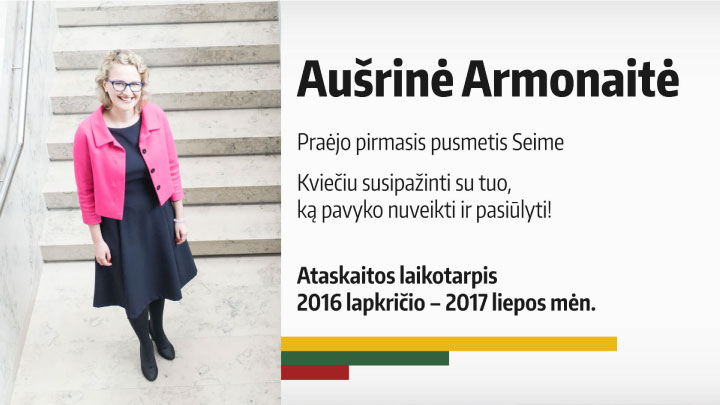 Aušrinė Armonaitė
Praėjo pirmasis pusmetis Seime
Kviečiu susipažinti su tuo,
ką pavyko nuveikti ir pasiūlyti!
Ataskaitos laikotarpis
2016 lapkričio – 2017 liepos mėn.